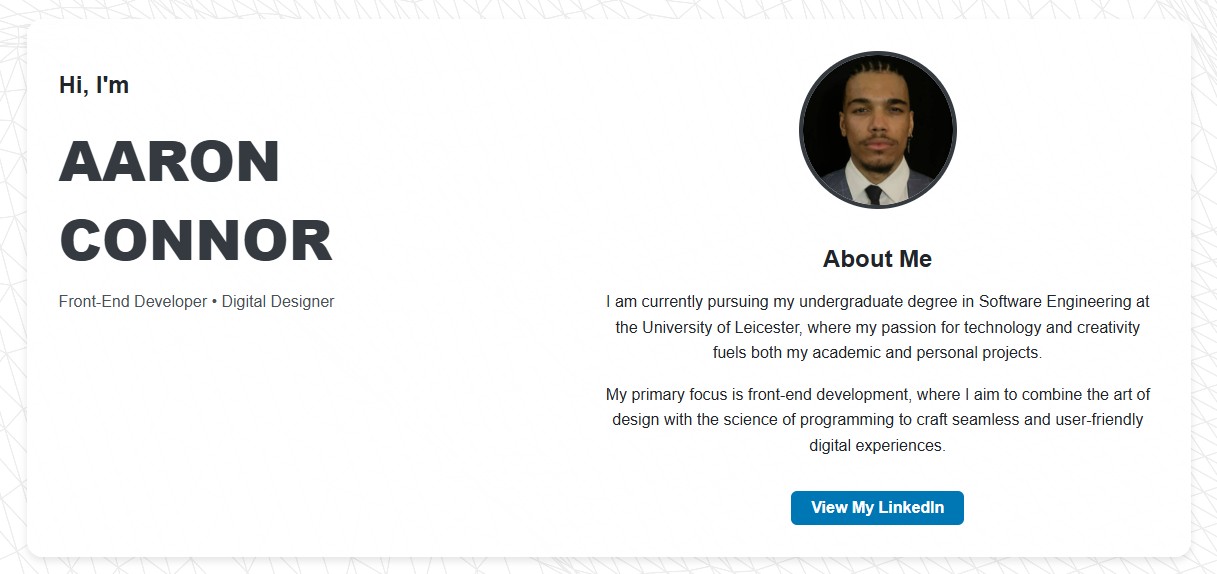 Hi, I'm
AARON
CONNOR
Front-End Developer • Digital Designer
About Me
I am currently pursuing my undergraduate degree in Software Engineering at
the University of Leicester, where my passion for technology and creativity
fuels both my academic and personal projects.
My primary focus is front-end development, where I aim to combine the art of
design with the science of programming to craft seamless and user-friendly
digital experiences.
View My LinkedIn